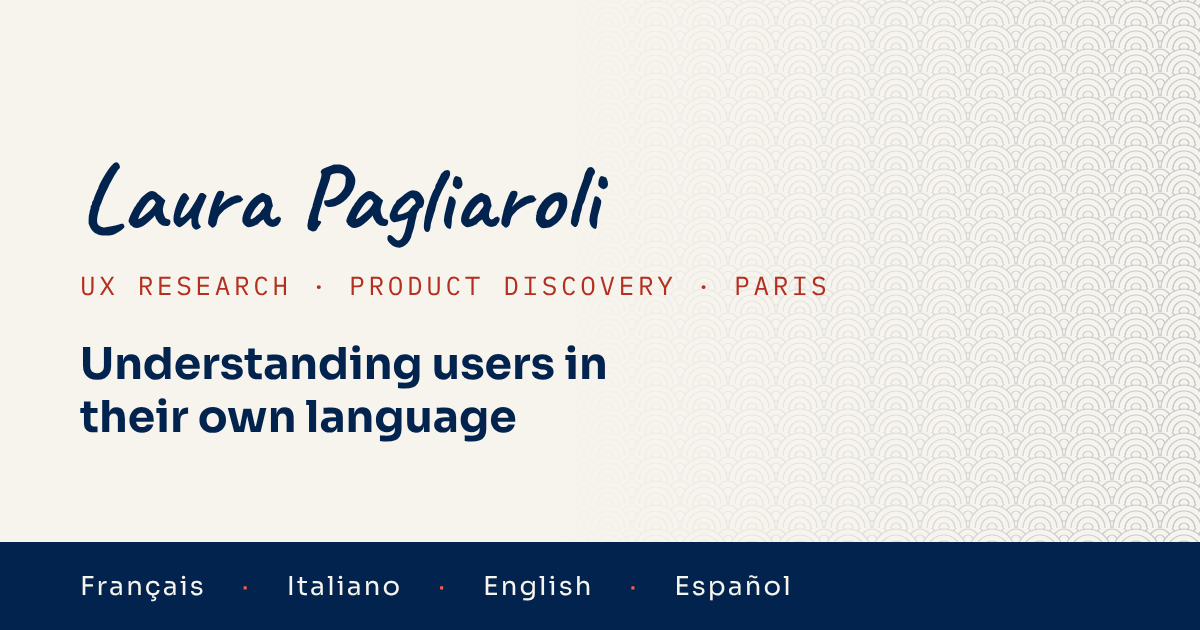 Laura Pagliaroli
UX RESEARCH · PRODUCT DISCOVERY · PARIS
Understanding users in
their own language
Français · Italiano · English · Español